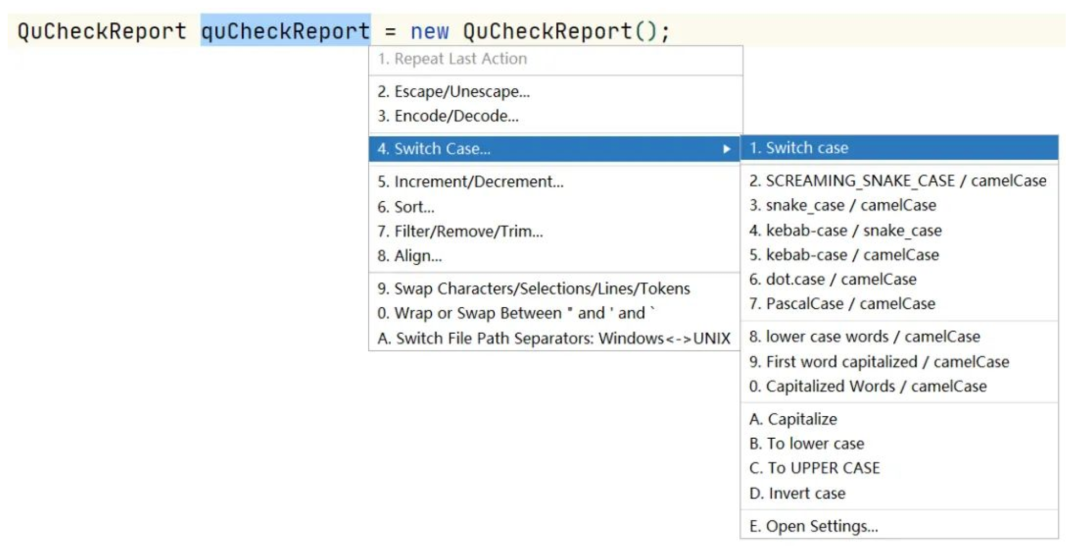 QuCheckReport quCheckReport = new QuCheckReport();
1. Repeat Last Action
2. Escape/Unescape...
3. Encode/Decode...
4. Switch Case...
5. Increment/Decrement...
6. Sort...
7. Filter/Remove/Trim...
8. Align...
9. Swap Characters/Selections/Lines/Tokens
0. Wrap or Swap Between " and ' and `
A. Switch File Path Separators: Windows<->UNIX
1. Switch case
2. SCREAMING_SNAKE_CASE / camelCase
3. snake_case / camelCase
4. kebab-case / snake_case
5. kebab-case / camelCase
6. dot.case / camelCase
7. PascalCase / camelCase
8. lower case words / camelCase
9. First word capitalized / camelCase
0. Capitalized Words / camelCase
A. Capitalize
B. To lower case
C. To UPPER CASE
D. Invert case
E. Open Settings...